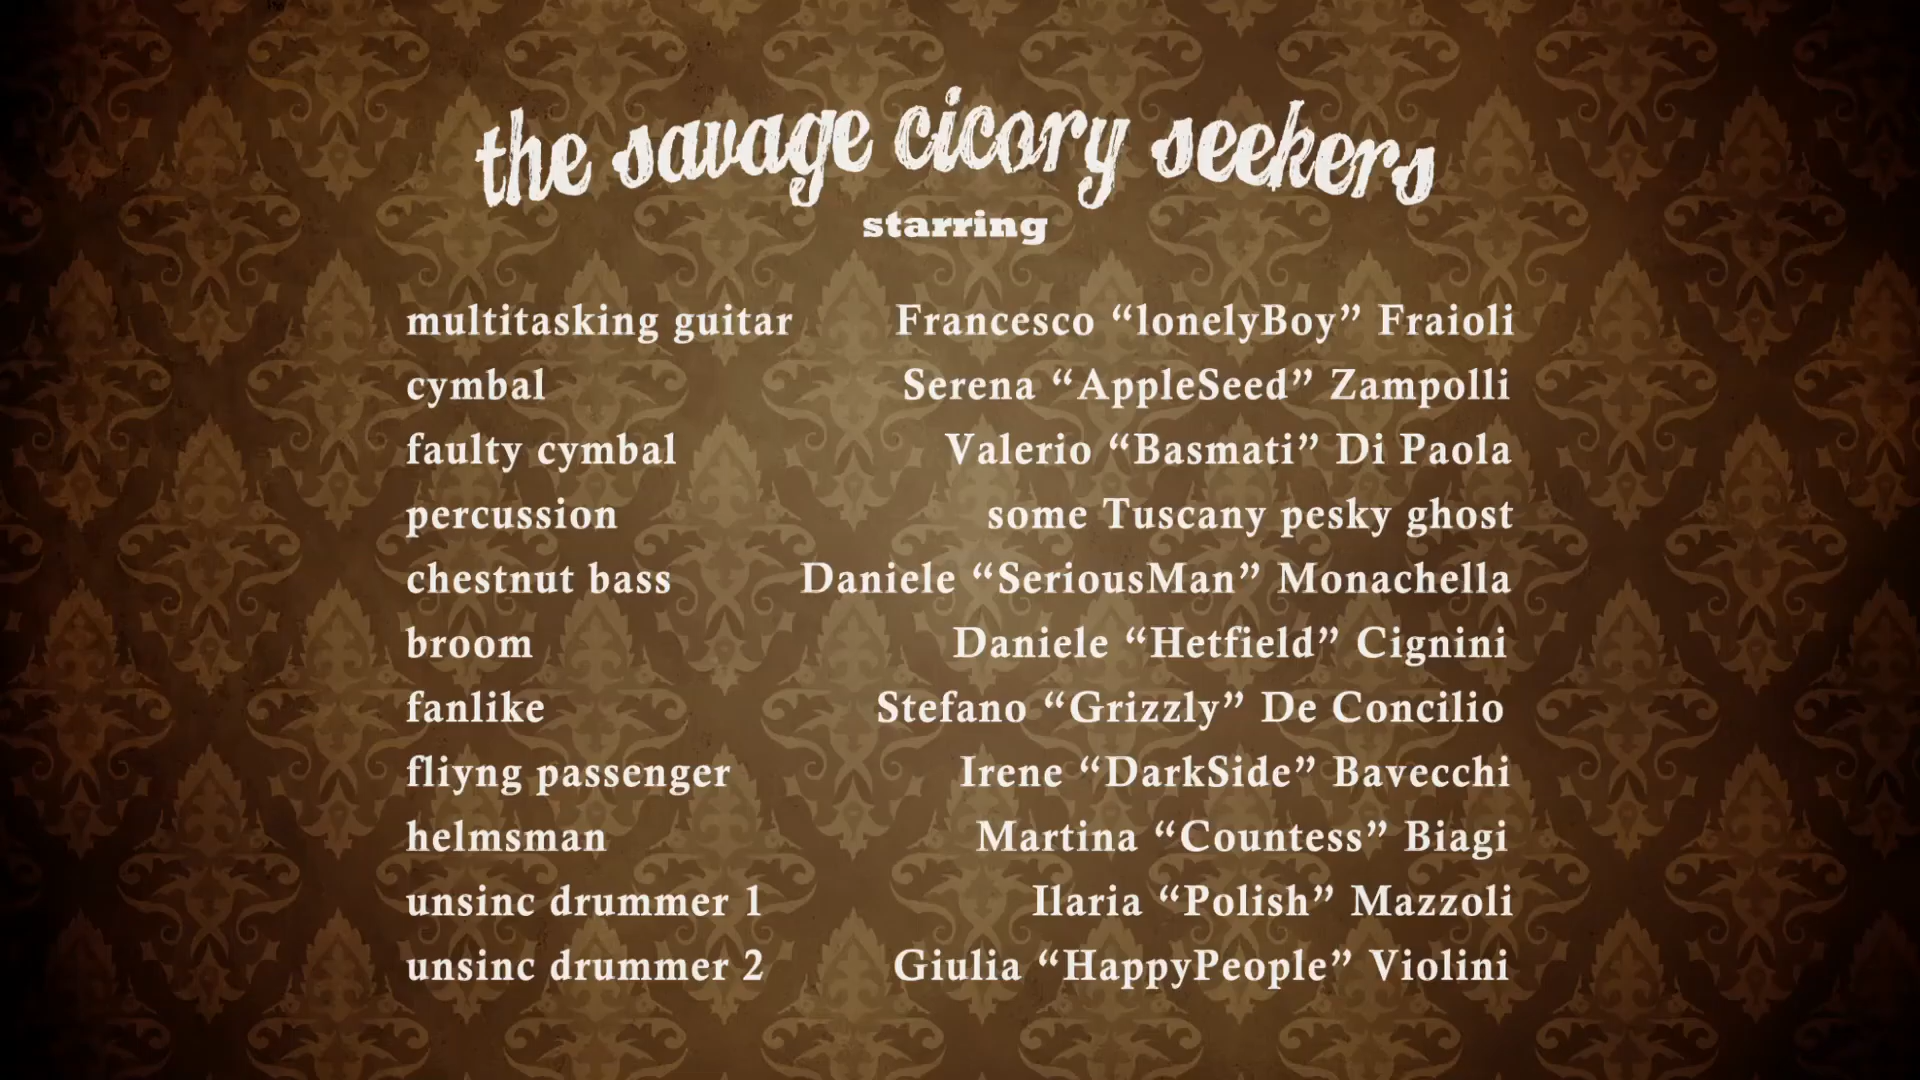 the savage cicory seekers
starring
multitasking guitar Francesco “lonelyBoy” Fraioli
cymbal Serena “AppleSeed” Zampolli
faulty cymbal Valerio “Basmati” Di Paola
percussion some Tuscany pesky ghost
chestnut bass Daniele “SeriousMan” Monachella
broom Daniele “Hetfield” Cignini
fanlike Stefano “Grizzly” De Concilio
fliyng passenger Irene “DarkSide” Bavecchi
helmsman Martina “Countess” Biagi
unsinc drummer 1 Ilaria “Polish” Mazzoli
unsinc drummer 2 Giulia “HappyPeople” Violini